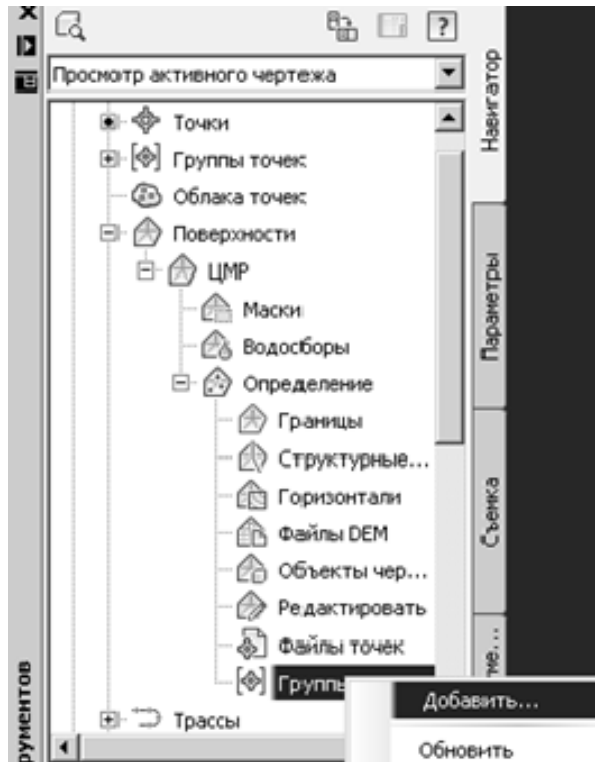 Просмотр активного чертежа
Точки
Группы точек
Облака точек
Поверхности
ЦМР
Маски
Водосборы
Определение
Границы
Структурные...
Горизонтали
Файлы DEM
Объекты чер...
Редактировать
Файлы точек
Группы
Трассы
Добавить...
Обновить
Навигатор
Параметры
Съемка